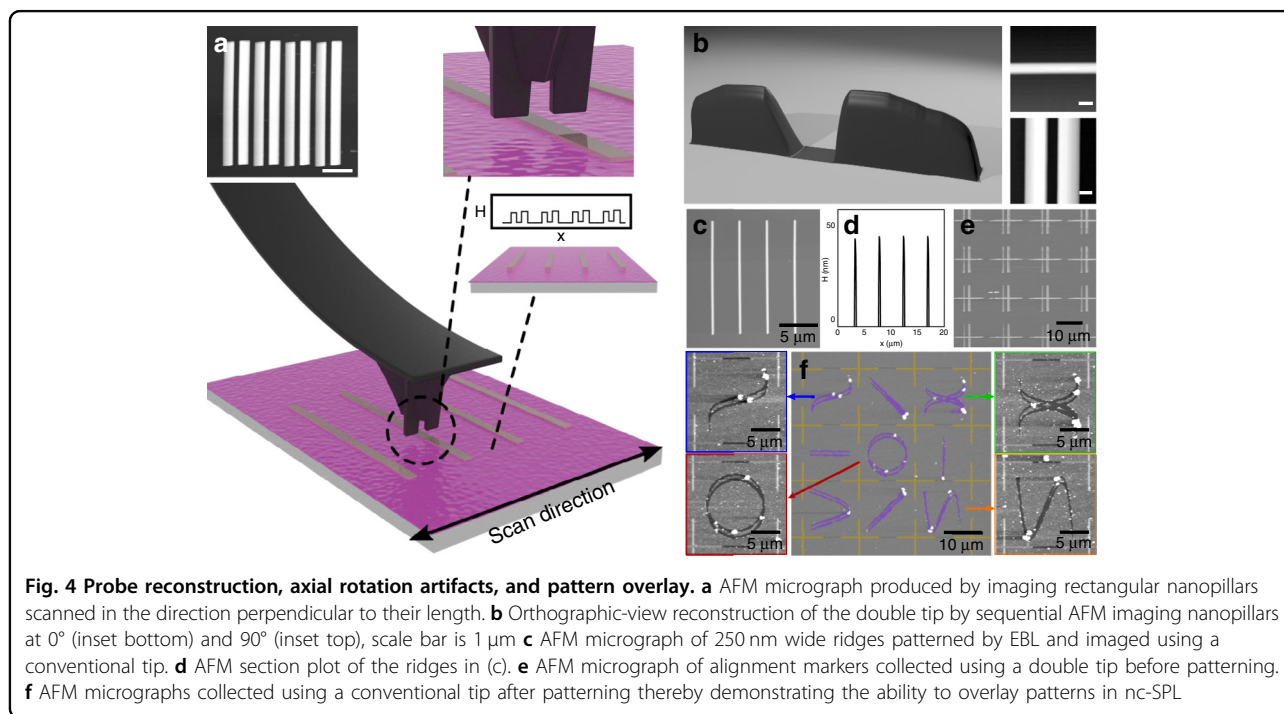 a
H
x
Scan direction
b
c
5 μm
d
50
H (nm)
0
0 5 10 15 20
x (μm)
e
10 μm
5 μm
f
5 μm
5 μm
10 μm
5 μm
Fig. 4 Probe reconstruction, axial rotation artifacts, and pattern overlay. a AFM micrograph produced by imaging rectangular nanopillars
scanned in the direction perpendicular to their length. b Orthographic-view reconstruction of the double tip by sequential AFM imaging nanopillars
at 0° (inset bottom) and 90° (inset top), scale bar is 1 μm c AFM micrograph of 250 nm wide ridges patterned by EBL and imaged using a
conventional tip. d AFM section plot of the ridges in (c). e AFM micrograph of alignment markers collected using a double tip before patterning.
f AFM micrographs collected using a conventional tip after patterning thereby demonstrating the ability to overlay patterns in nc-SPL